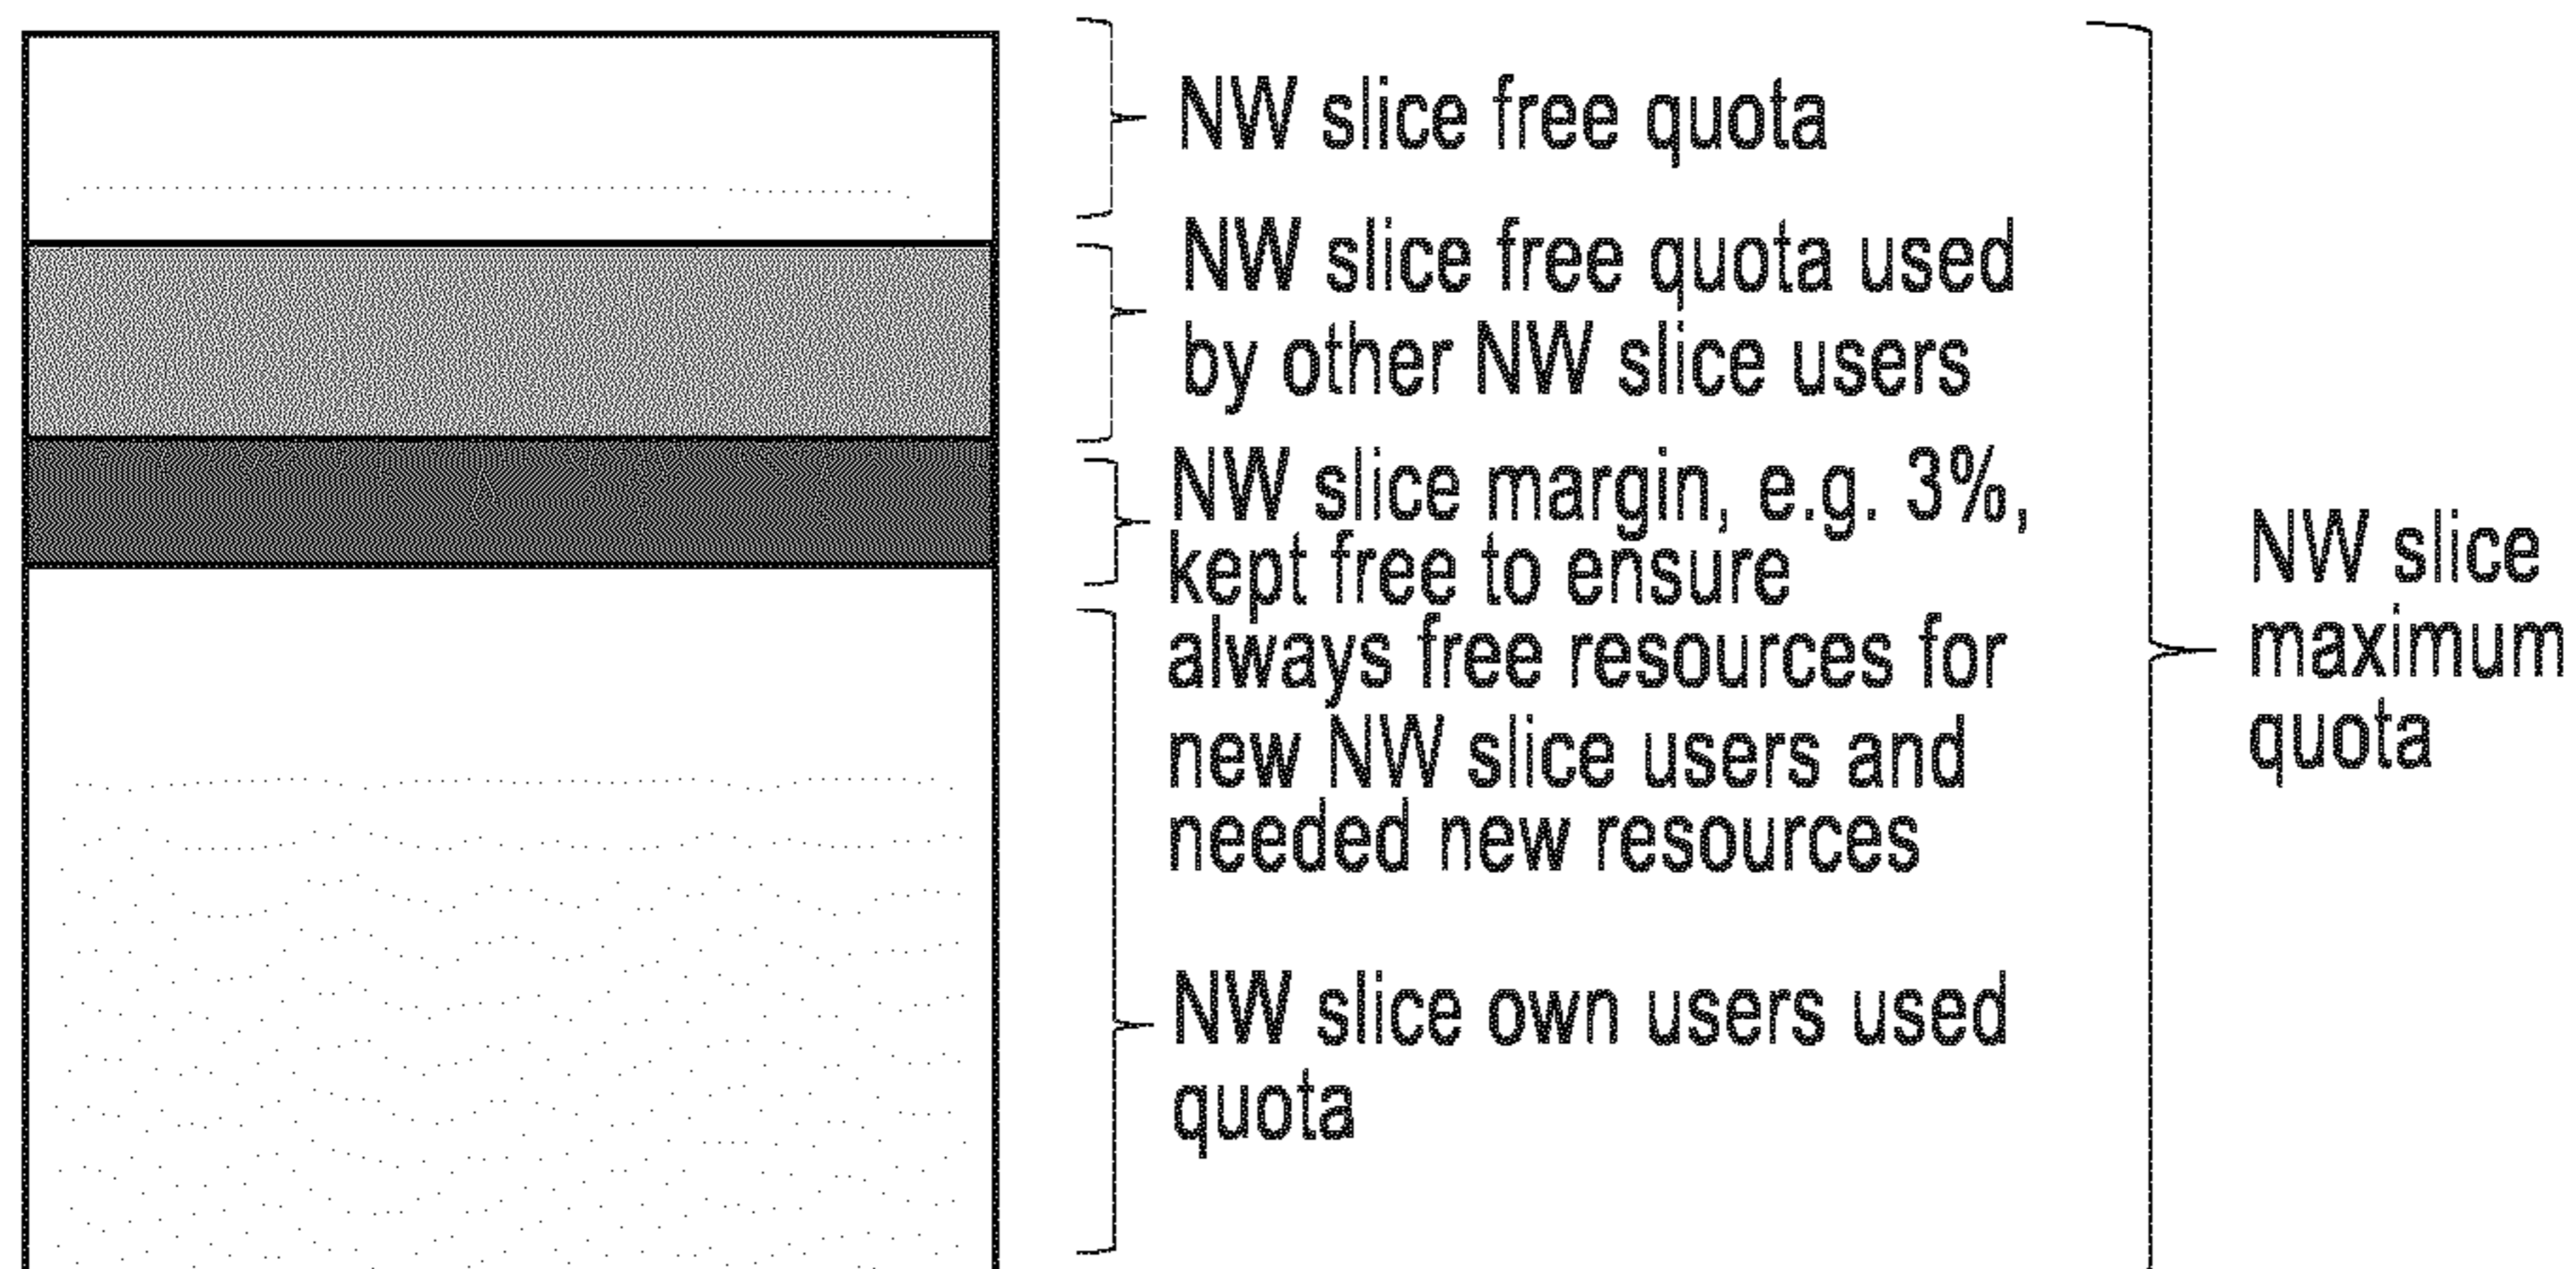 NW slice free quota
NW slice free quota used
by other NW slice users
NW slice margin, e.g. 3%,
kept free to ensure
always free resources for
new NW slice users and
needed new resources
NW slice own users used
quota
NW slice
maximum
quota